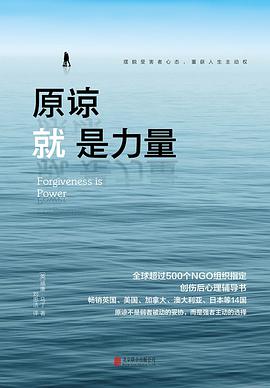 摆脱受害者心态，重获人生主动权
原谅
就是力量
Forgiveness is
Power
全球超过500个NGO组织指定
创伤后心理辅导书
畅销英国、美国、加拿大、澳大利亚、日本等14国
原谅不是弱者被动的妥协，而是强者主动的选择